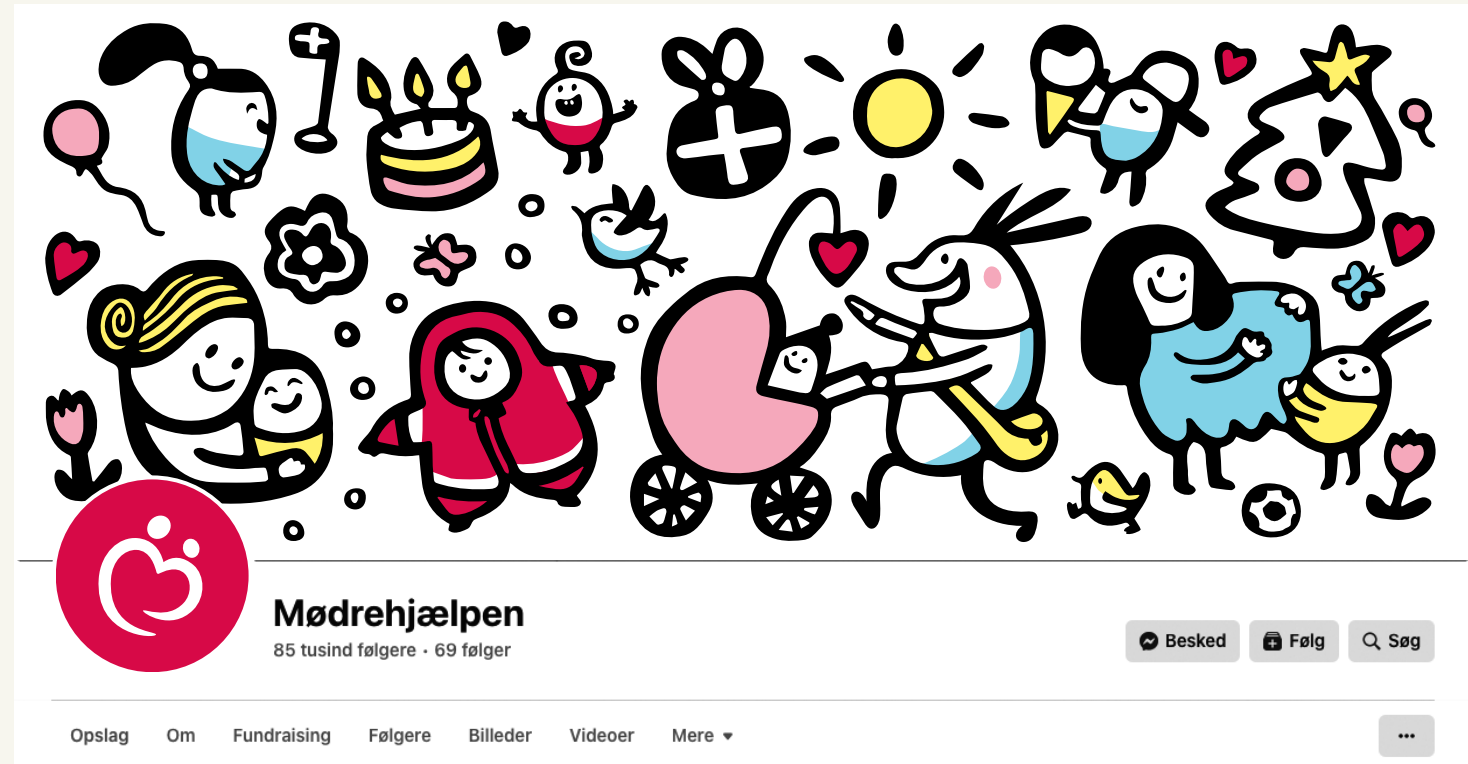 Mødrehjælpen
85 tusind følgere · 69 følger
Besked
Følg
Søg
Opslag Om Fundraising Følgere Billeder Videoer Mere